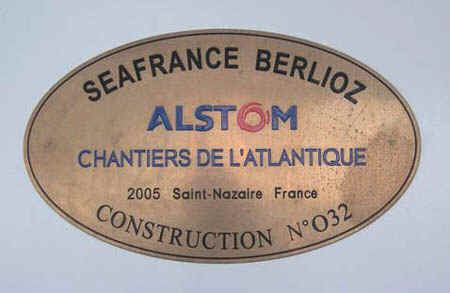 SEAFRANCE BERLIOZ
ALSTOM
CHANTIERS DE L'ATLANTIQUE
2005 Saint-Nazaire France
CONSTRUCTION N°O32